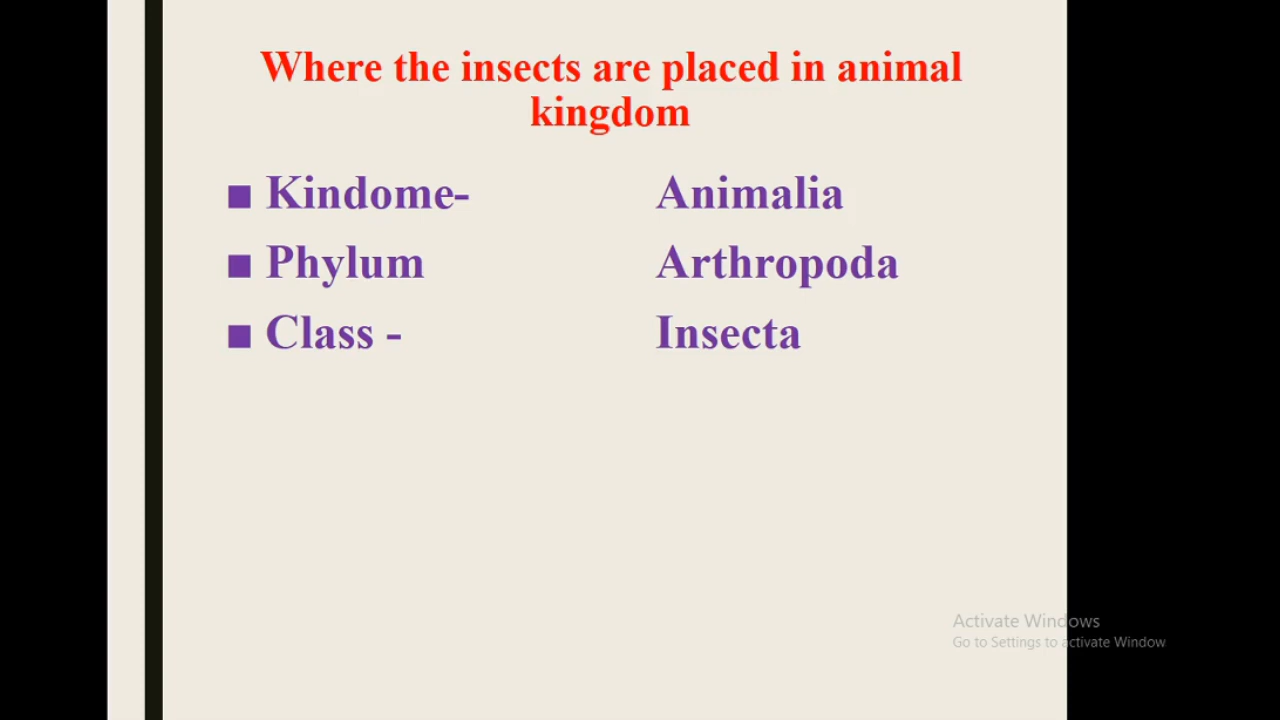 Where the insects are placed in animal
kingdom
■ Kindome- Animalia
■ Phylum Arthropoda
■ Class - Insecta
Activate Windows
Go to Settings to activate Window